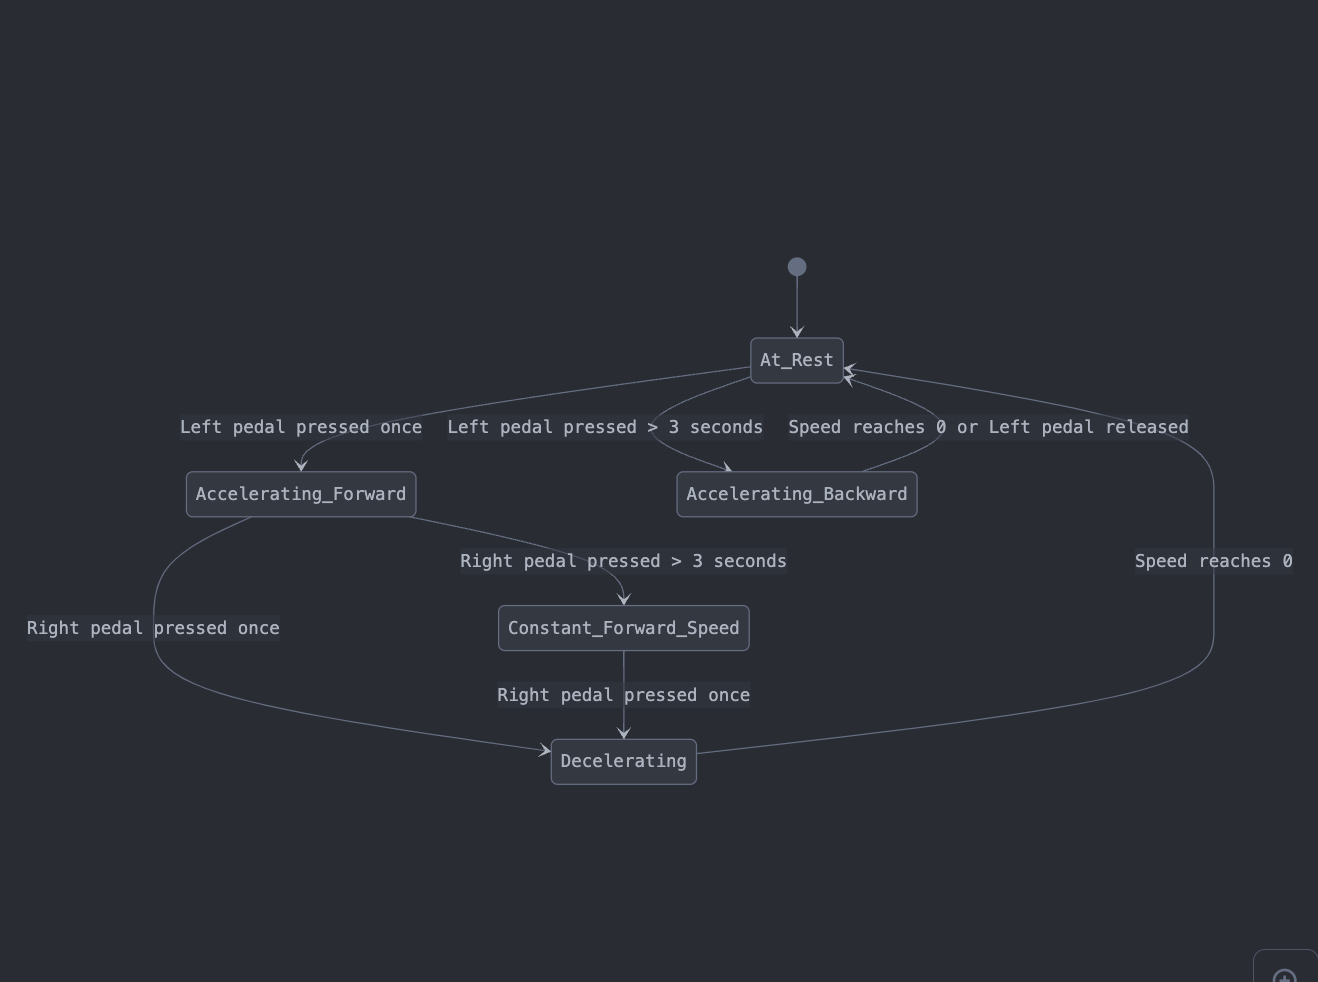 At_Rest
Left pedal pressed once
Left pedal pressed > 3 seconds
Speed reaches 0 or Left pedal released
Accelerating_Forward
Accelerating_Backward
Right pedal pressed > 3 seconds
Speed reaches 0
Right pedal pressed once
Constant_Forward_Speed
Right pedal pressed once
Decelerating